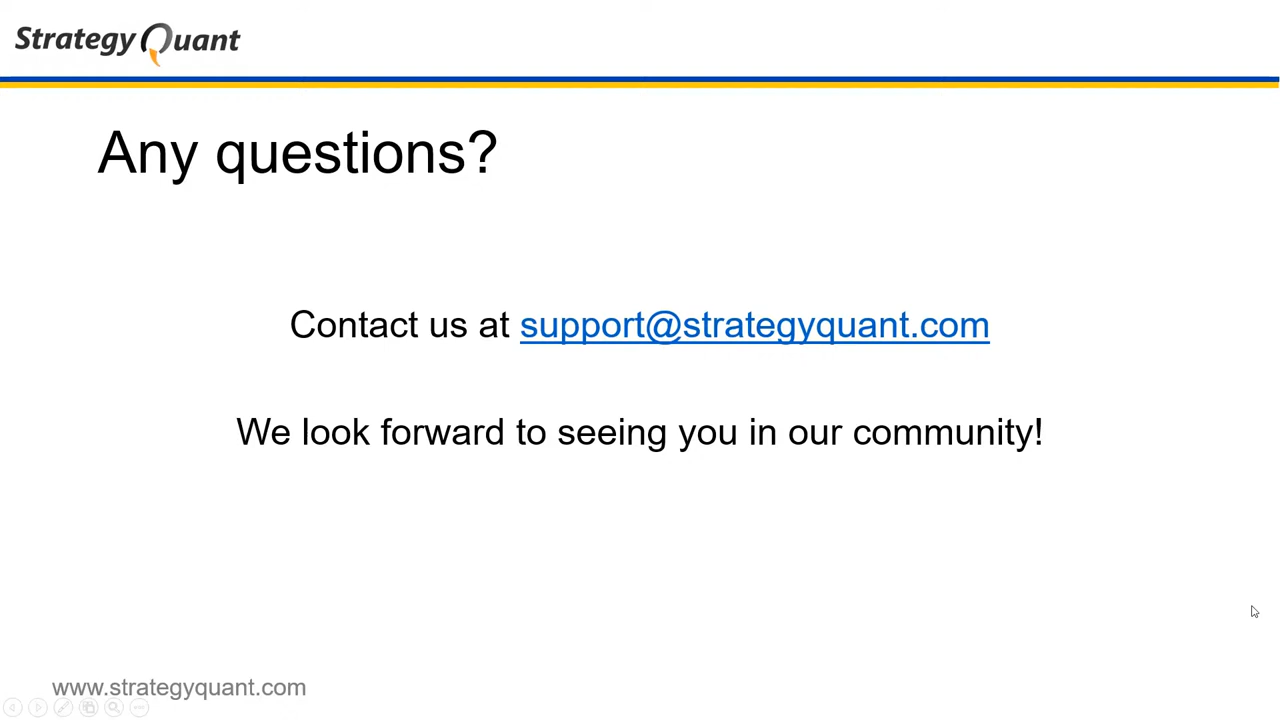 Strategy Quant
Any questions?
Contact us at support@strategyquant.com
We look forward to seeing you in our community!
www.strategyquant.com